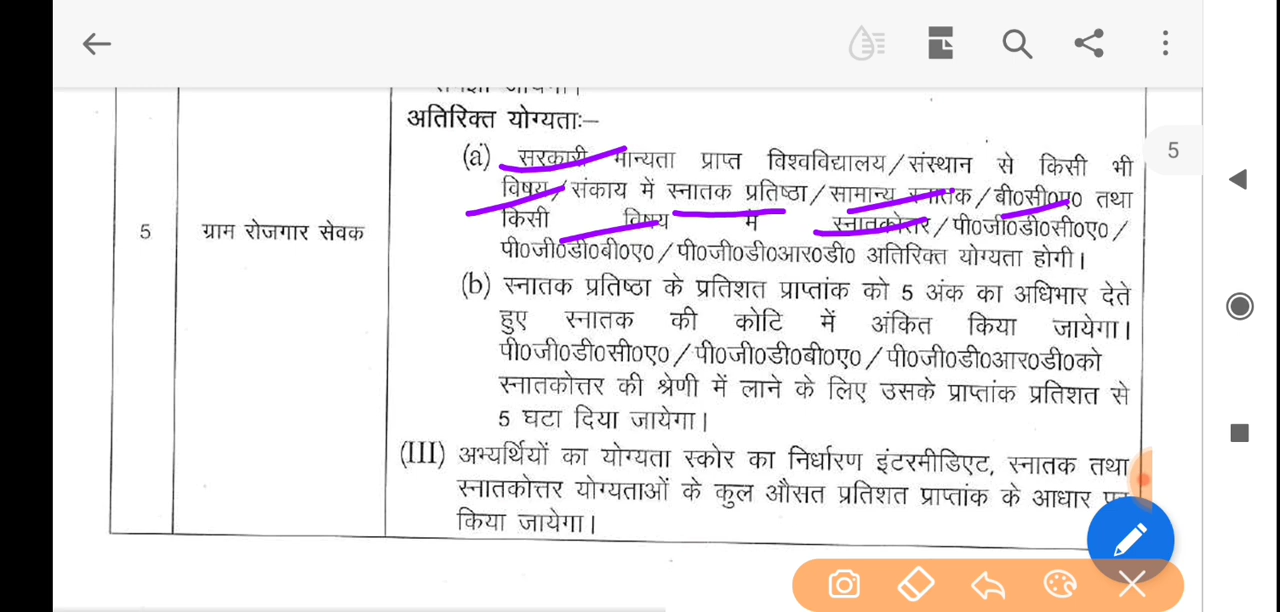 अतिरिक्त योग्यताः–
(a) सरकारी मान्यता प्राप्त विश्वविद्यालय/संस्थान से किसी भी
5
विषय/संकाय में स्नातक प्रतिष्ठा/सामान्य स्नातक/बी0सी0ए0 तथा
किसी विषय में स्नातकोत्तर/पी0जी0डी0सी0ए0/
5 ग्राम रोजगार सेवक
पी0जी0डी0बी0ए0/पी0जी0डी0आर0डी0 अतिरिक्त योग्यता होगी।
(b) स्नातक प्रतिष्ठा के प्रतिशत प्राप्तांक को 5 अंक का अधिभार देते
हुए स्नातक की कोटि में अंकित किया जायेगा।
पी0जी0डी0सी0ए0/पी0जी0डी0बी0ए0/पी0जी0डी0आर0डी0को
स्नातकोत्तर की श्रेणी में लाने के लिए उसके प्राप्तांक प्रतिशत से
5 घटा दिया जायेगा।
(III) अभ्यर्थियों का योग्यता स्कोर का निर्धारण इंटरमीडिएट, स्नातक तथा
स्नातकोत्तर योग्यताओं के कुल औसत प्रतिशत प्राप्तांक के आधार पर
किया जायेगा।